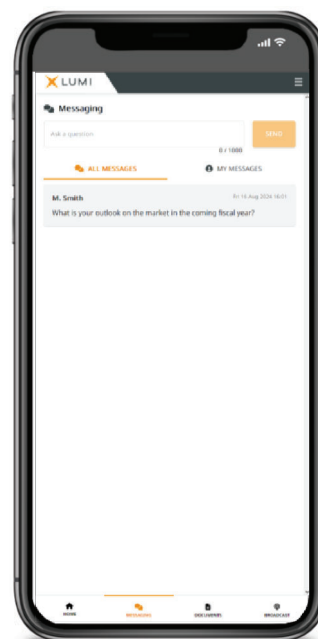 LUMI
Messaging
Ask a question
SEND
0 / 1000
ALL MESSAGES
MY MESSAGES
M. Smith
Fri 16 Aug 2024 16:01
What is your outlook on the market in the coming fiscal year?
HOME
MESSAGING
DOCUMENTS
BROADCAST